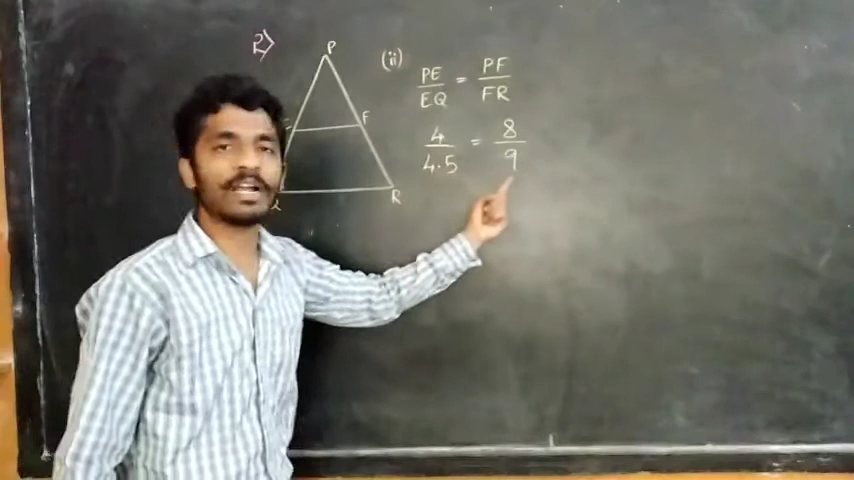 2>
P
(ii)
PE/EQ = PF/FR
F
4/4.5 = 8/9
R